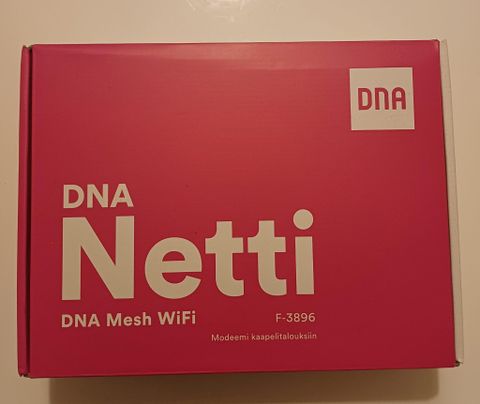 DNA
DNA
Netti
DNA Mesh WiFi
F-3896
Modeemi kaapelitalouksiin